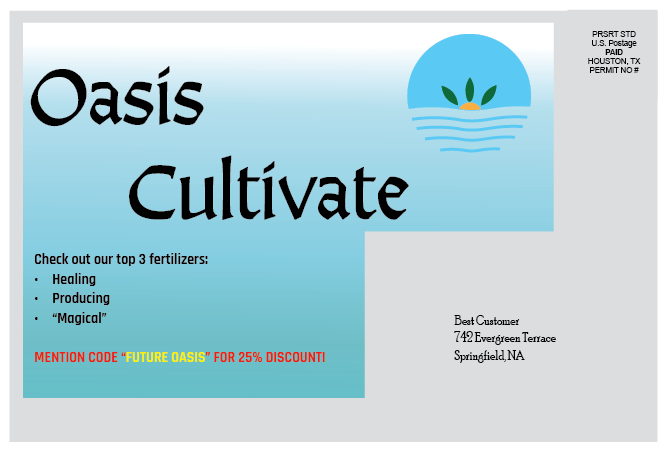 PRSRT STD
U.S. Postage
PAID
HOUSTON, TX
PERMIT NO #
Oasis
Cultivate
Check out our top 3 fertilizers:
• Healing
• Producing
• “Magical”
MENTION CODE “FUTURE OASIS” FOR 25% DISCOUNT!
Best Customer
742 Evergreen Terrace
Springfield, NA